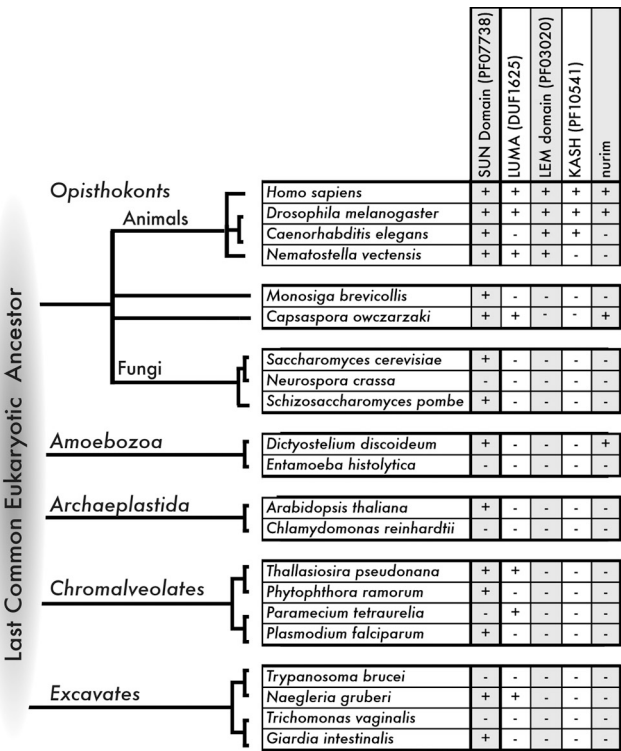 SUN Domain (PF07738)
LUMA (DUF1625)
LEM domain (PF03020)
KASH (PF10541)
nurim
Last Common Eukaryotic Ancestor
Opisthokonts
Animals
Homo sapiens + + + + +
Drosophila melanogaster + + + + +
Caenorhabditis elegans + - + + -
Nematostella vectensis + + + - -
Monosiga brevicollis + - - - -
Capsaspora owczarzaki + + - - +
Fungi
Saccharomyces cerevisiae + - - - -
Neurospora crassa - - - - -
Schizosaccharomyces pombe + - - - -
Amoebozoa
Dictyostelium discoideum + - - - +
Entamoeba histolytica - - - - -
Archaeplastida
Arabidopsis thaliana + - - - -
Chlamydomonas reinhardtii - - - - -
Chromalveolates
Thallasiosira pseudonana + + - - -
Phytophthora ramorum + - - - -
Paramecium tetraurelia - + - - -
Plasmodium falciparum + - - - -
Excavates
Trypanosoma brucei - - - - -
Naegleria gruberi + + - - -
Trichomonas vaginalis - - - - -
Giardia intestinalis + - - - -